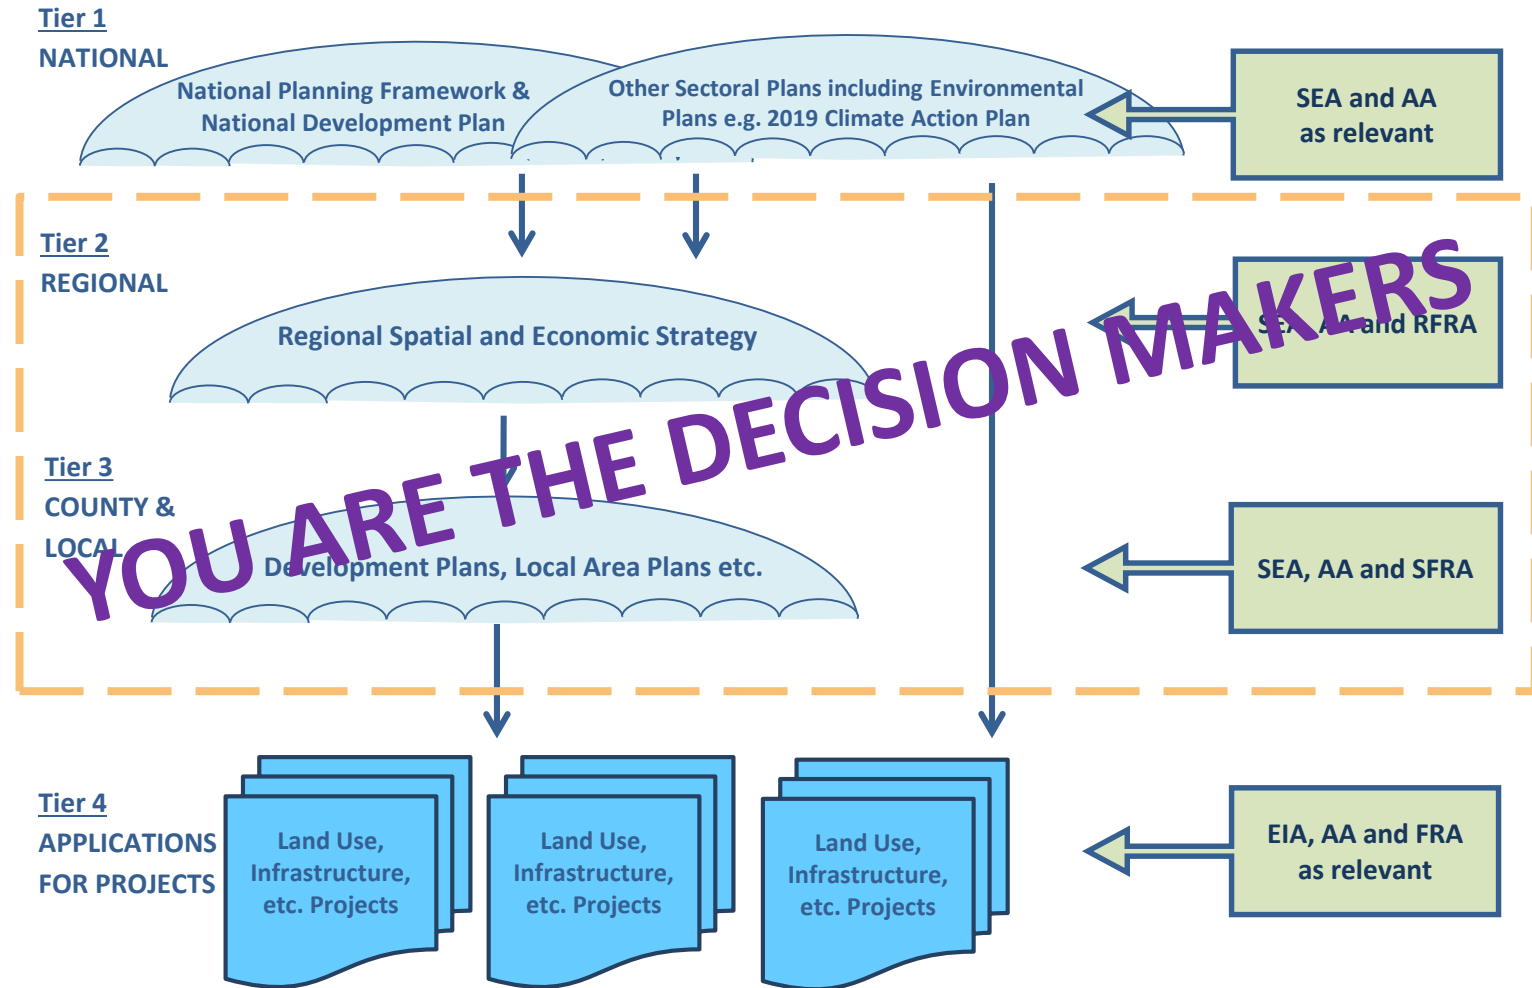 Tier 1
NATIONAL
National Planning Framework &
National Development Plan
Other Sectoral Plans including Environmental
Plans e.g. 2019 Climate Action Plan
SEA and AA
as relevant
Tier 2
REGIONAL
Regional Spatial and Economic Strategy
SEA, AA and RFRA
YOU ARE THE DECISION MAKERS
Tier 3
COUNTY &
LOCAL
Development Plans, Local Area Plans etc.
SEA, AA and SFRA
Tier 4
APPLICATIONS
FOR PROJECTS
Land Use,
Infrastructure,
etc. Projects
Land Use,
Infrastructure,
etc. Projects
Land Use,
Infrastructure,
etc. Projects
EIA, AA and FRA
as relevant